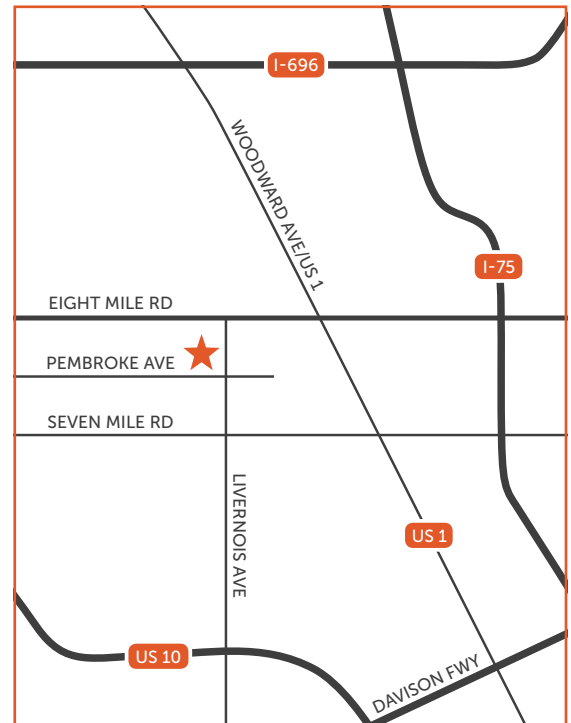 I-696
WOODWARD AVE/US 1
I-75
EIGHT MILE RD
PEMBROKE AVE
SEVEN MILE RD
LIVERNOIS AVE
US 1
US 10
DAVISON FWY